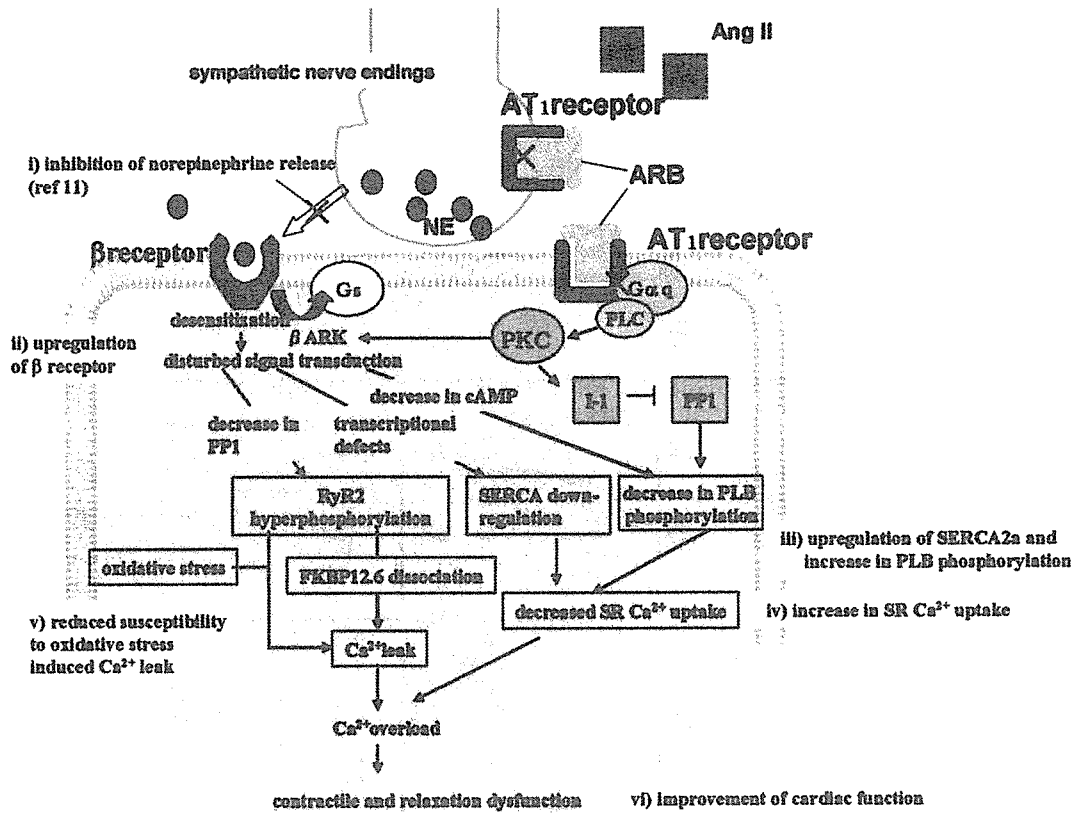 Ang II
sympathetic nerve endings
AT1receptor
i) inhibition of norepinephrine release
(ref 11)
ARB
NE
βreceptor
AT1receptor
Gs
Gαq
PLC
desensitization
β ARK
PKC
ii) upregulation
of β receptor
disturbed signal transduction
decrease in cAMP
I-1
PP1
decrease in
PP1
transcriptional
defects
RyR2
hyperphosphorylation
SERCA down-
regulation
decrease in PLB
phosphorylation
iii) upregulation of SERCA2a and
increase in PLB phosphorylation
oxidative stress
FKBP12.6 dissociation
decreased SR Ca²⁺ uptake
iv) increase in SR Ca²⁺ uptake
v) reduced susceptibility
to oxidative stress
induced Ca²⁺ leak
Ca²⁺leak
Ca²⁺overload
contractile and relaxation dysfunction
vi) improvement of cardiac function